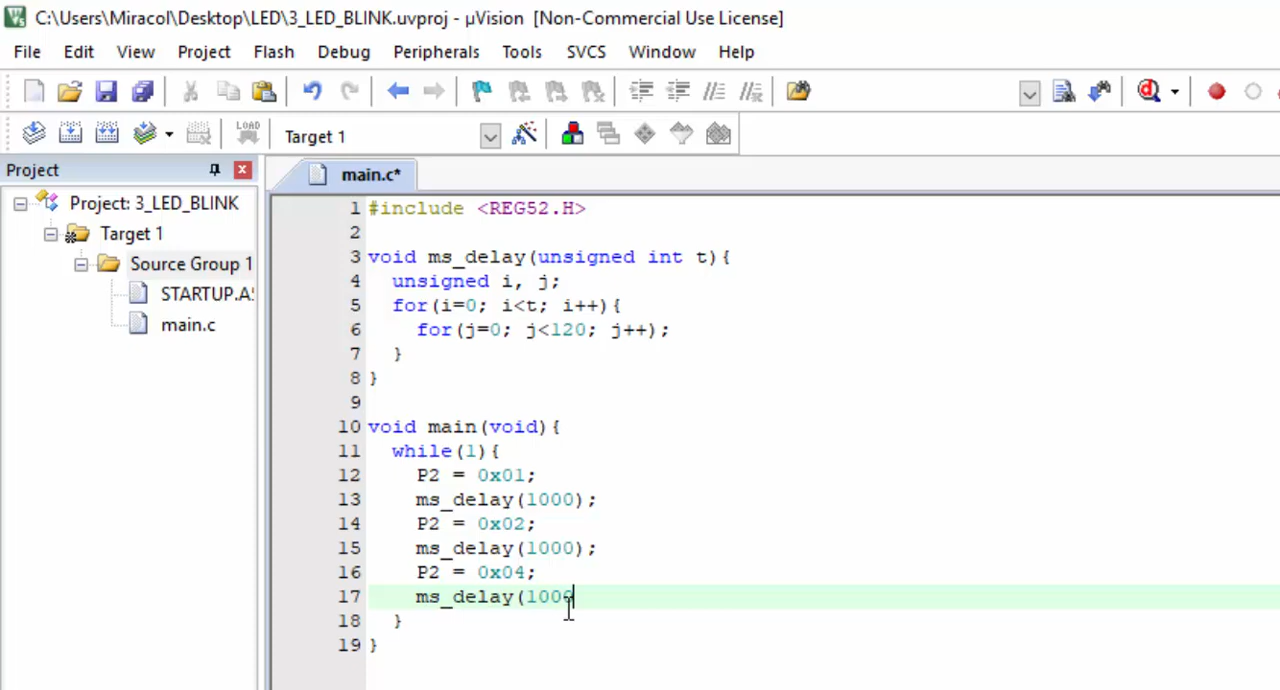 C:\Users\Miracol\Desktop\LED\3_LED_BLINK.uvproj - µVision [Non-Commercial Use License]
File Edit View Project Flash Debug Peripherals Tools SVCS Window Help
LOAD Target 1
Project
main.c*
Project: 3_LED_BLINK
Target 1
Source Group 1
STARTUP.A
main.c
1 #include <REG52.H>
2
3 void ms_delay(unsigned int t){
4 unsigned i, j;
5 for(i=0; i<t; i++){
6 for(j=0; j<120; j++);
7 }
8 }
9
10 void main(void){
11 while(1){
12 P2 = 0x01;
13 ms_delay(1000);
14 P2 = 0x02;
15 ms_delay(1000);
16 P2 = 0x04;
17 ms_delay(1000
18 }
19 }